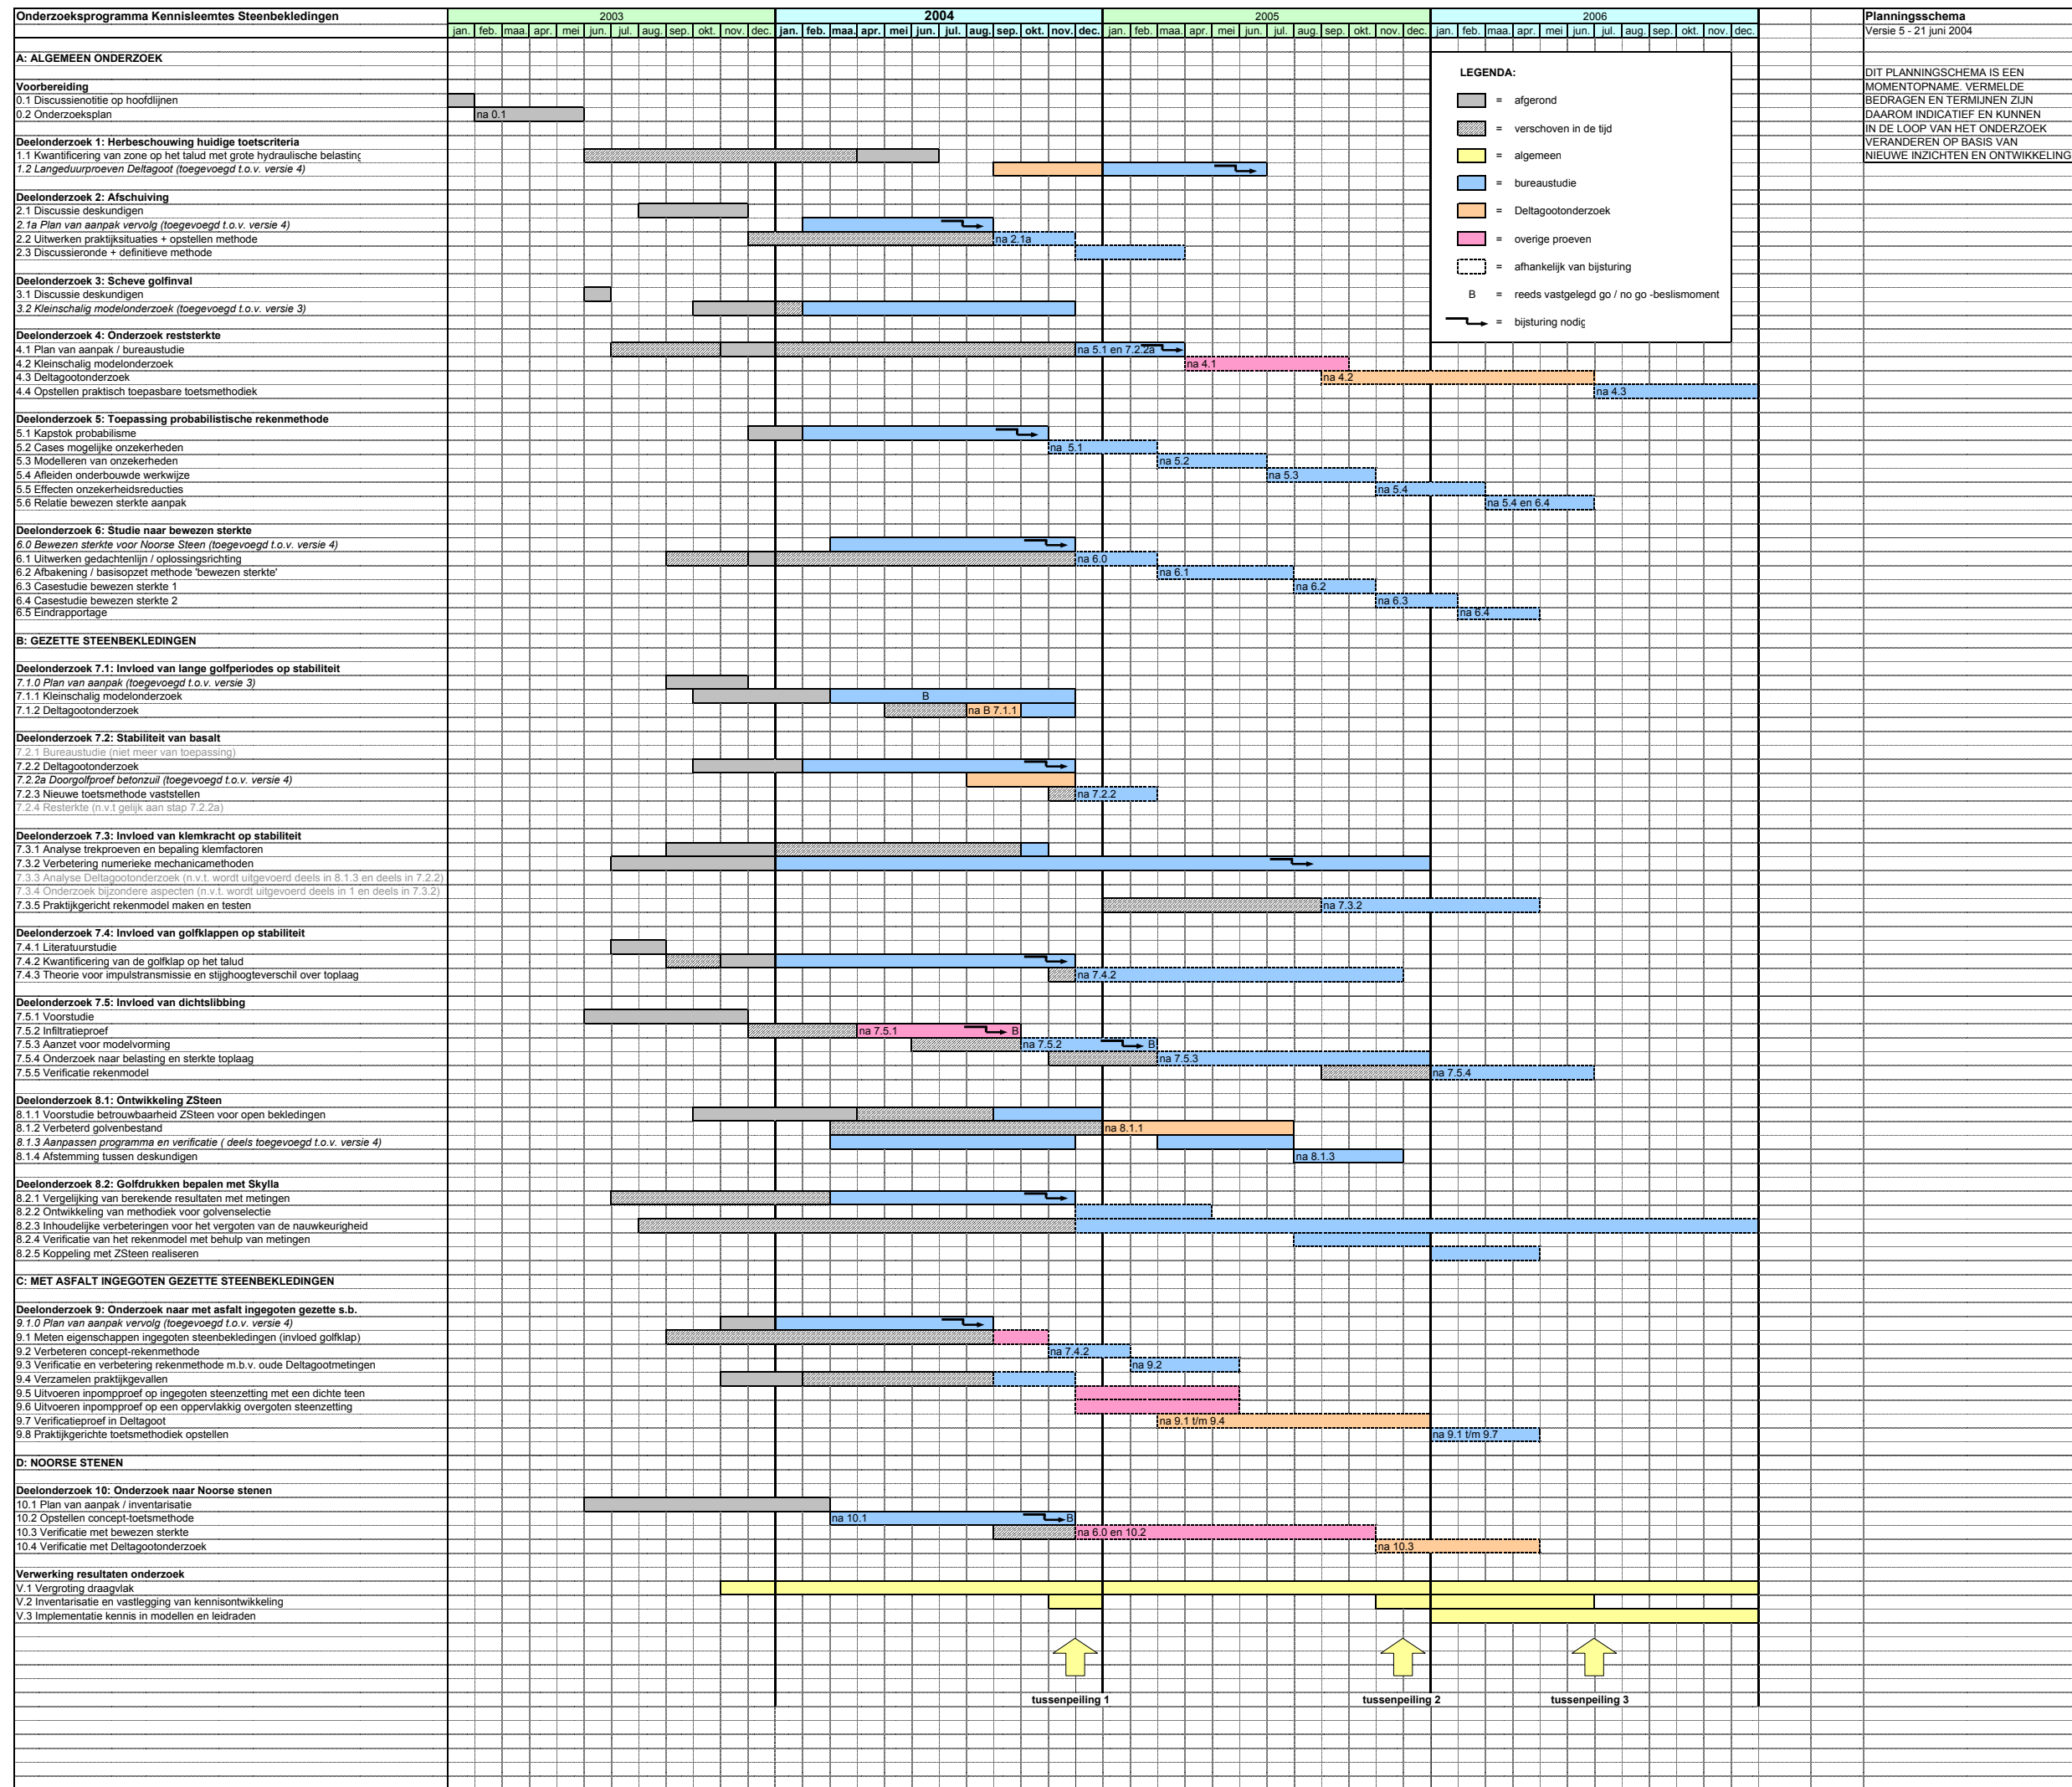 Onderzoeksprogramma Kennisleemtes Steenbekledingen
2003 2004 2005 2006
Planningsschema
jan. feb. maa. apr. mei jun. jul. aug. sep. okt. nov. dec. jan. feb. maa. apr. mei jun. jul. aug. sep. okt. nov. dec. jan. feb. maa. apr. mei jun. jul. aug. sep. okt. nov. dec. jan. feb. maa. apr. mei jun. jul. aug. sep. okt. nov. dec.
Versie 5 - 21 juni 2004
DIT PLANNINGSCHEMA IS EEN
MOMENTOPNAME. VERMELDE
BEDRAGEN EN TERMIJNEN ZIJN
DAAROM INDICATIEF EN KUNNEN
IN DE LOOP VAN HET ONDERZOEK
VERANDEREN OP BASIS VAN
NIEUWE INZICHTEN EN ONTWIKKELING
LEGENDA:
= afgerond
= verschoven in de tijd
= algemeen
= bureaustudie
= Deltagootonderzoek
= overige proeven
= afhankelijk van bijsturing
B = reeds vastgelegd go / no go -beslismoment
= bijsturing nodig
A: ALGEMEEN ONDERZOEK
Voorbereiding
0.1 Discussienotitie op hoofdlijnen
0.2 Onderzoeksplan na 0.1
Deelonderzoek 1: Herbeschouwing huidige toetscriteria
1.1 Kwantificering van zone op het talud met grote hydraulische belasting
1.2 Langeduurproeven Deltagoot (toegevoegd t.o.v. versie 4)
Deelonderzoek 2: Afschuiving
2.1 Discussie deskundigen
2.1a Plan van aanpak vervolg (toegevoegd t.o.v. versie 4)
2.2 Uitwerken praktijksituaties + opstellen methode na 2.1a
2.3 Discussieronde + definitieve methode
Deelonderzoek 3: Scheve golfinval
3.1 Discussie deskundigen
3.2 Kleinschalig modelonderzoek (toegevoegd t.o.v. versie 3)
Deelonderzoek 4: Onderzoek reststerkte
4.1 Plan van aanpak / bureaustudie na 5.1 en 7.2.2a
4.2 Kleinschalig modelonderzoek na 4.1
4.3 Deltagootonderzoek na 4.2
4.4 Opstellen praktisch toepasbare toetsmethodiek na 4.3
Deelonderzoek 5: Toepassing probabilistische rekenmethode
5.1 Kapstok probabilisme
5.2 Cases mogelijke onzekerheden na 5.1
5.3 Modelleren van onzekerheden na 5.2
5.4 Afleiden onderbouwde werkwijze na 5.3
5.5 Effecten onzekerheidsreducties na 5.4
5.6 Relatie bewezen sterkte aanpak na 5.4 en 6.4
Deelonderzoek 6: Studie naar bewezen sterkte
6.0 Bewezen sterkte voor Noorse Steen (toegevoegd t.o.v. versie 4)
6.1 Uitwerken gedachtenlijn / oplossingsrichting na 6.0
6.2 Afbakening / basisopzet methode 'bewezen sterkte' na 6.1
6.3 Casestudie bewezen sterkte 1 na 6.2
6.4 Casestudie bewezen sterkte 2 na 6.3
6.5 Eindrapportage na 6.4
B: GEZETTE STEENBEKLEDINGEN
Deelonderzoek 7.1: Invloed van lange golfperiodes op stabiliteit
7.1.0 Plan van aanpak (toegevoegd t.o.v. versie 3)
7.1.1 Kleinschalig modelonderzoek B
7.1.2 Deltagootonderzoek na B 7.1.1
Deelonderzoek 7.2: Stabiliteit van basalt
7.2.1 Bureaustudie (niet meer van toepassing)
7.2.2 Deltagootonderzoek
7.2.2a Doorgolfproef betonzuil (toegevoegd t.o.v. versie 4)
7.2.3 Nieuwe toetsmethode vaststellen na 7.2.2
7.2.4 Resterkte (n.v.t gelijk aan stap 7.2.2a)
Deelonderzoek 7.3: Invloed van klemkracht op stabiliteit
7.3.1 Analyse trekproeven en bepaling klemfactoren
7.3.2 Verbetering numerieke mechanicamethoden
7.3.3 Analyse Deltagootonderzoek (n.v.t. wordt uitgevoerd deels in 8.1.3 en deels in 7.2.2)
7.3.4 Onderzoek bijzondere aspecten (n.v.t. wordt uitgevoerd deels in 1 en deels in 7.3.2)
7.3.5 Praktijkgericht rekenmodel maken en testen na 7.3.2
Deelonderzoek 7.4: Invloed van golfklappen op stabiliteit
7.4.1 Literatuurstudie
7.4.2 Kwantificering van de golfklap op het talud
7.4.3 Theorie voor impulstransmissie en stijghoogteverschil over toplaag na 7.4.2
Deelonderzoek 7.5: Invloed van dichtslibbing
7.5.1 Voorstudie
7.5.2 Infiltratieproef na 7.5.1 B
7.5.3 Aanzet voor modelvorming na 7.5.2 B
7.5.4 Onderzoek naar belasting en sterkte toplaag na 7.5.3
7.5.5 Verificatie rekenmodel na 7.5.4
Deelonderzoek 8.1: Ontwikkeling ZSteen
8.1.1 Voorstudie betrouwbaarheid ZSteen voor open bekledingen
8.1.2 Verbeterd golvenbestand na 8.1.1
8.1.3 Aanpassen programma en verificatie ( deels toegevoegd t.o.v. versie 4)
8.1.4 Afstemming tussen deskundigen na 8.1.3
Deelonderzoek 8.2: Golfdrukken bepalen met Skylla
8.2.1 Vergelijking van berekende resultaten met metingen
8.2.2 Ontwikkeling van methodiek voor golvenselectie
8.2.3 Inhoudelijke verbeteringen voor het vergoten van de nauwkeurigheid
8.2.4 Verificatie van het rekenmodel met behulp van metingen
8.2.5 Koppeling met ZSteen realiseren
C: MET ASFALT INGEGOTEN GEZETTE STEENBEKLEDINGEN
Deelonderzoek 9: Onderzoek naar met asfalt ingegoten gezette s.b.
9.1.0 Plan van aanpak vervolg (toegevoegd t.o.v. versie 4)
9.1 Meten eigenschappen ingegoten steenbekledingen (invloed golfklap)
9.2 Verbeteren concept-rekenmethode na 7.4.2
9.3 Verificatie en verbetering rekenmethode m.b.v. oude Deltagootmetingen na 9.2
9.4 Verzamelen praktijkgevallen
9.5 Uitvoeren inpompproef op ingegoten steenzetting met een dichte teen
9.6 Uitvoeren inpompproef op een oppervlakkig overgoten steenzetting
9.7 Verificatieproef in Deltagoot na 9.1 t/m 9.4
9.8 Praktijkgerichte toetsmethodiek opstellen na 9.1 t/m 9.7
D: NOORSE STENEN
Deelonderzoek 10: Onderzoek naar Noorse stenen
10.1 Plan van aanpak / inventarisatie
10.2 Opstellen concept-toetsmethode na 10.1 B
10.3 Verificatie met bewezen sterkte na 6.0 en 10.2
10.4 Verificatie met Deltagootonderzoek na 10.3
Verwerking resultaten onderzoek
V.1 Vergroting draagvlak
V.2 Inventarisatie en vastlegging van kennisontwikkeling
V.3 Implementatie kennis in modellen en leidraden
tussenpeiling 1 tussenpeiling 2 tussenpeiling 3